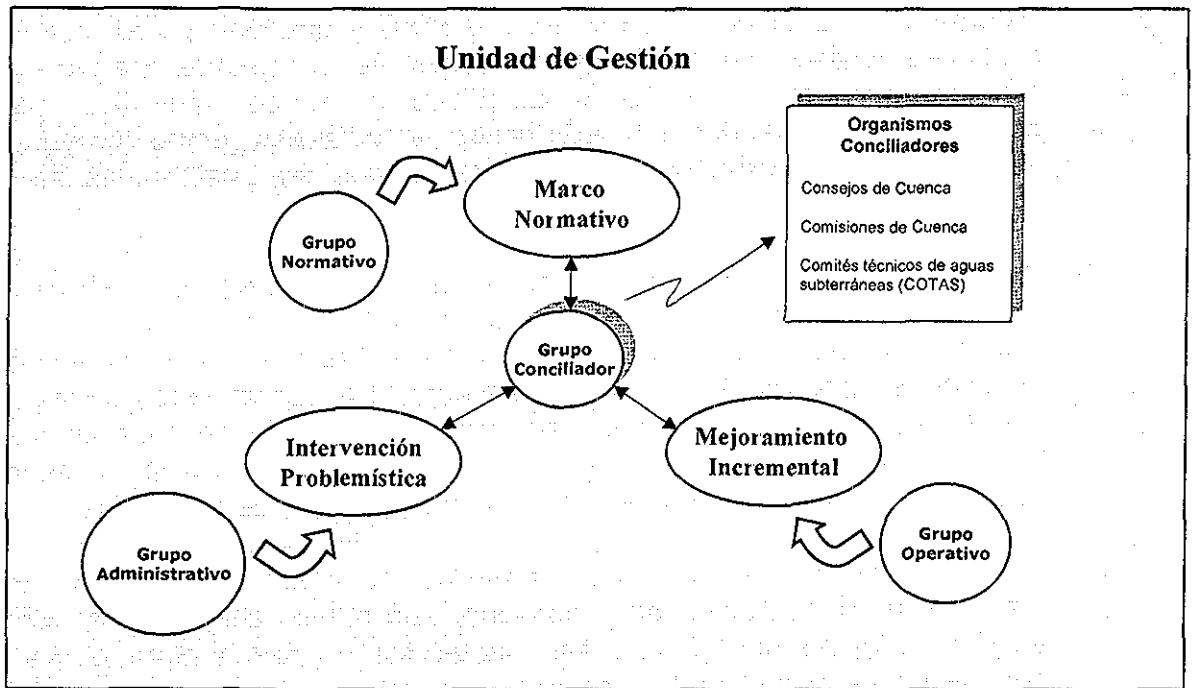 Unidad de Gestión
Organismos
Conciliadores
Consejos de Cuenca
Comisiones de Cuenca
Comités técnicos de aguas
subterráneas (COTAS)
Marco
Normativo
Grupo
Normativo
Grupo
Conciliador
Intervención
Problemística
Mejoramiento
Incremental
Grupo
Administrativo
Grupo
Operativo